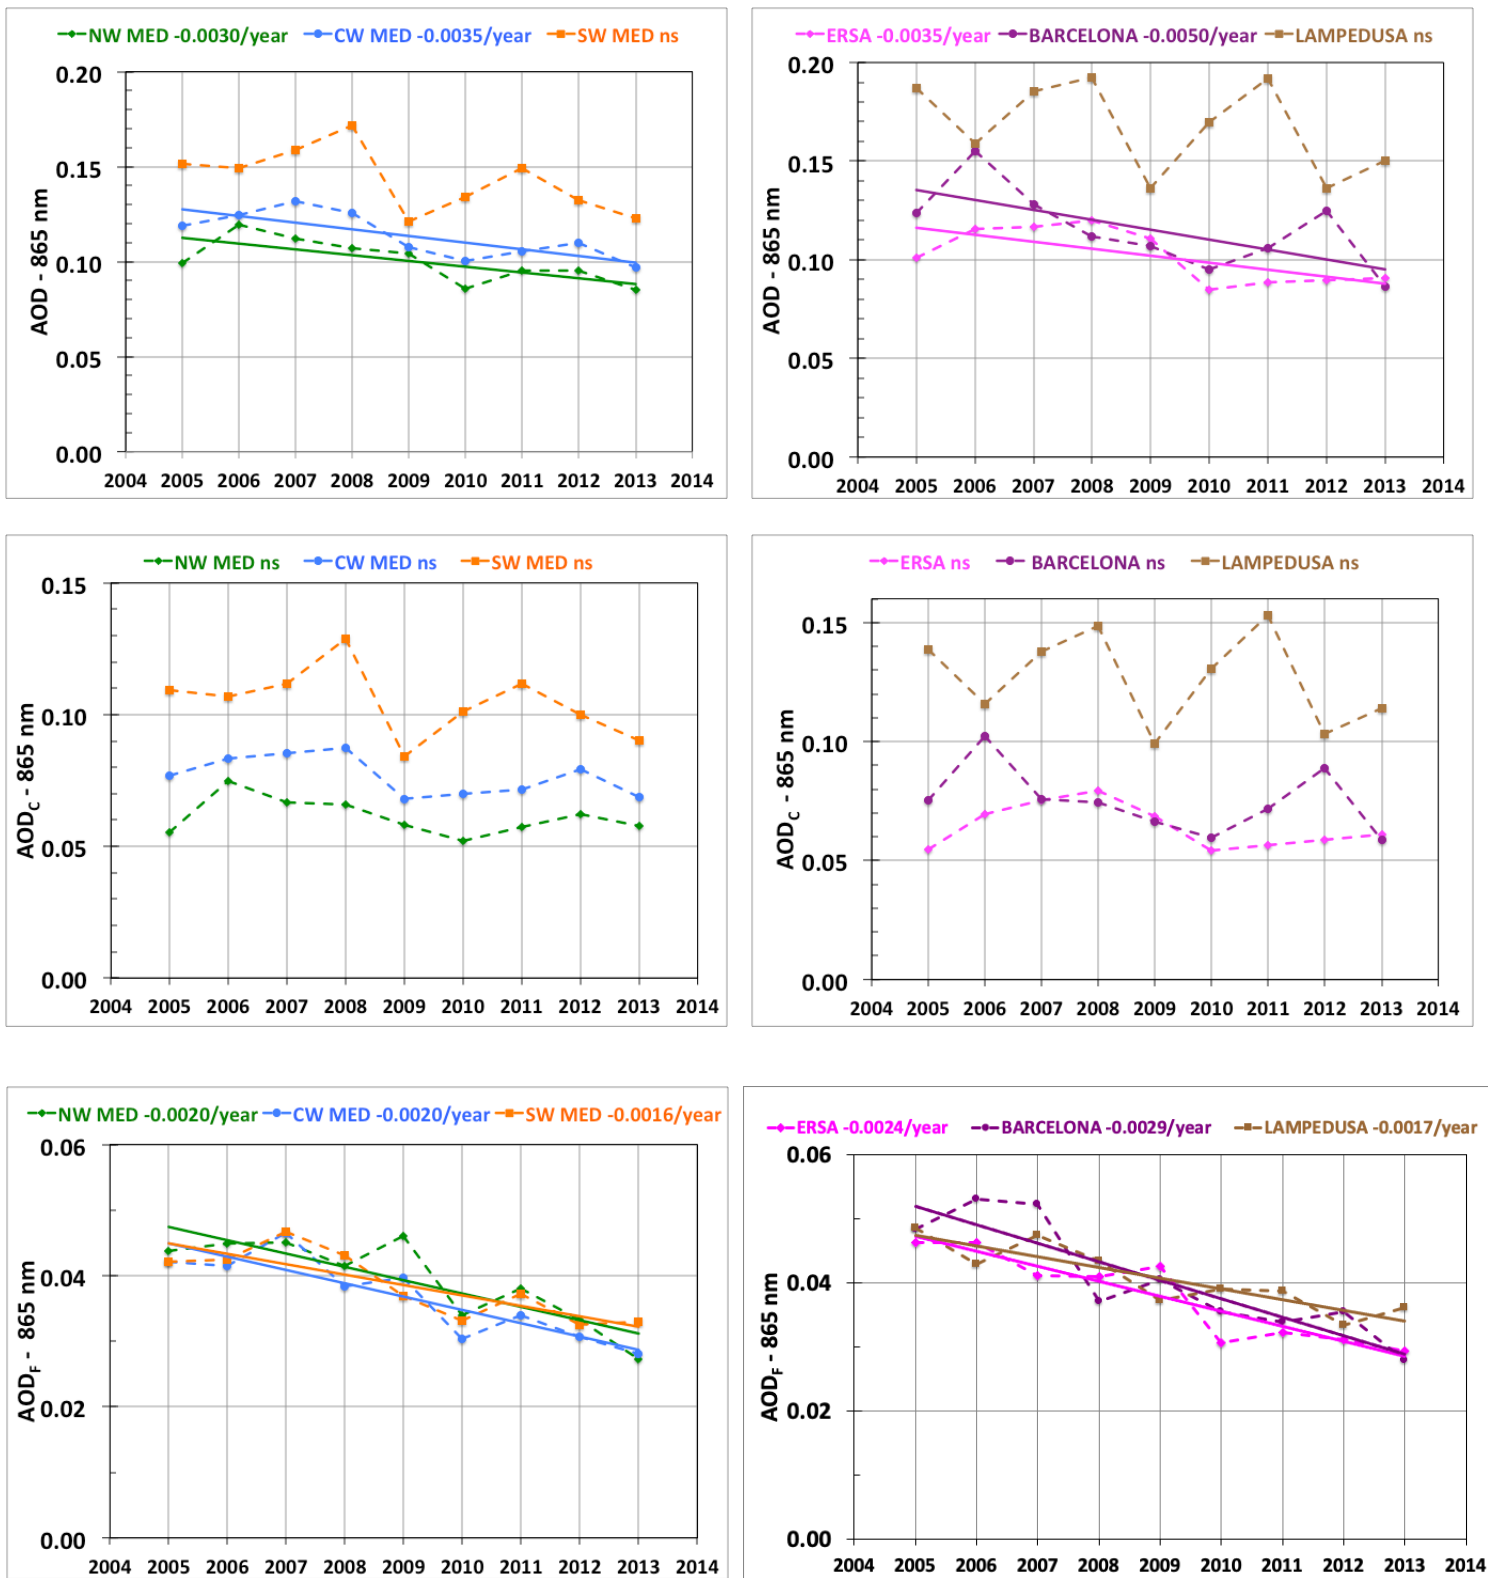 NW MED -0.0030/year CW MED -0.0035/year SW MED ns
0.20
0.15
0.10
0.05
0.00
AOD - 865 nm
2004 2005 2006 2007 2008 2009 2010 2011 2012 2013 2014
ERSA -0.0035/year BARCELONA -0.0050/year LAMPEDUSA ns
0.20
0.15
0.10
0.05
0.00
AOD - 865 nm
2004 2005 2006 2007 2008 2009 2010 2011 2012 2013 2014
NW MED ns CW MED ns SW MED ns
0.15
0.10
0.05
0.00
AODC - 865 nm
2004 2005 2006 2007 2008 2009 2010 2011 2012 2013 2014
ERSA ns BARCELONA ns LAMPEDUSA ns
0.15
0.10
0.05
0.00
AODC - 865 nm
2004 2005 2006 2007 2008 2009 2010 2011 2012 2013 2014
NW MED -0.0020/year CW MED -0.0020/year SW MED -0.0016/year
0.06
0.04
0.02
0.00
AODF - 865 nm
2004 2005 2006 2007 2008 2009 2010 2011 2012 2013 2014
ERSA -0.0024/year BARCELONA -0.0029/year LAMPEDUSA -0.0017/year
0.06
0.04
0.02
0.00
AODF - 865 nm
2004 2005 2006 2007 2008 2009 2010 2011 2012 2013 2014